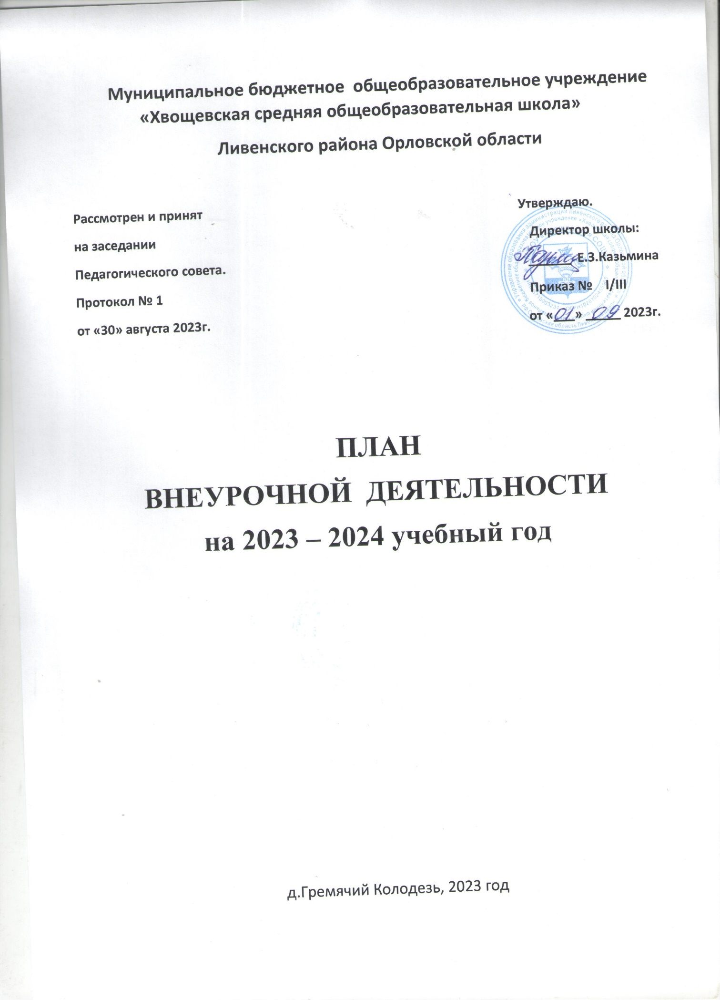 Муниципальное бюджетное общеобразовательное учреждение
«Хвощевская средняя общеобразовательная школа»
Ливенского района Орловской области
Рассмотрен и принят
на заседании
Педагогического совета.
Протокол № 1
от «30» августа 2023г.
Утверждаю.
Директор школы:
Е.З.Казьмина
Приказ № I/III
от «01» 09 2023г.
ПЛАН
ВНЕУРОЧНОЙ ДЕЯТЕЛЬНОСТИ
на 2023 – 2024 учебный год
д.Гремячий Колодезь, 2023 год